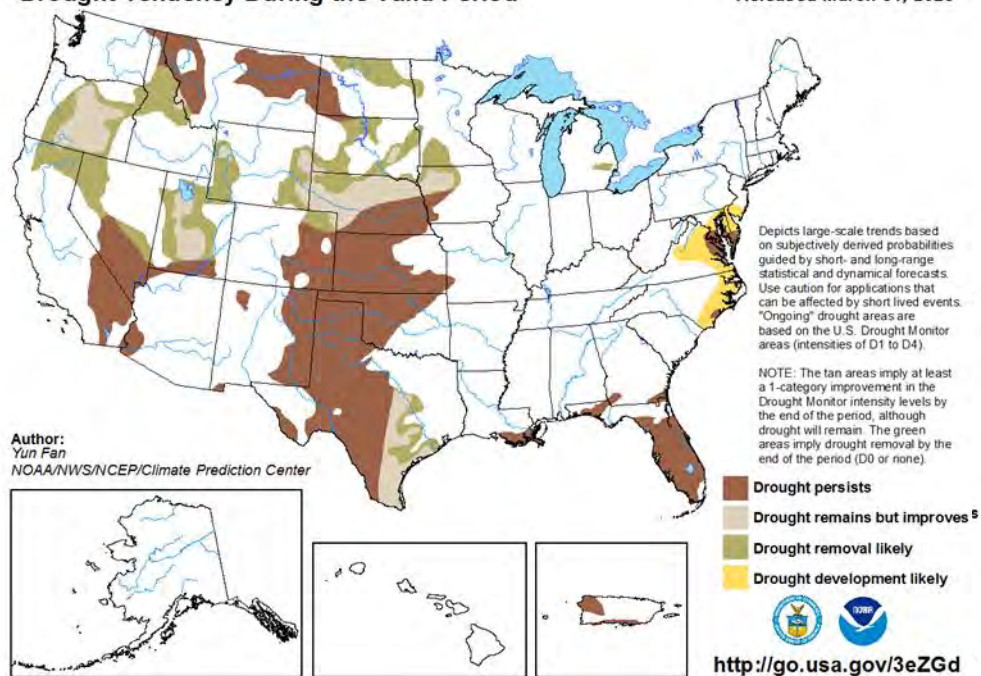 Depicts large-scale trends based
on subjectively derived probabilities
guided by short- and long-range
statistical and dynamical forecasts.
Use caution for applications that
can be affected by short lived events.
"Ongoing" drought areas are
based on the U.S. Drought Monitor
areas (intensities of D1 to D4).
NOTE: The tan areas imply at least
a 1-category improvement in the
Drought Monitor intensity levels by
the end of the period, although
drought will remain. The green
areas imply drought removal by the
end of the period (D0 or none).
Author:
Yun Fan
NOAA/NWS/NCEP/Climate Prediction Center
Drought persists
Drought remains but improves s
Drought removal likely
Drought development likely
NOAA
http://go.usa.gov/3eZGd